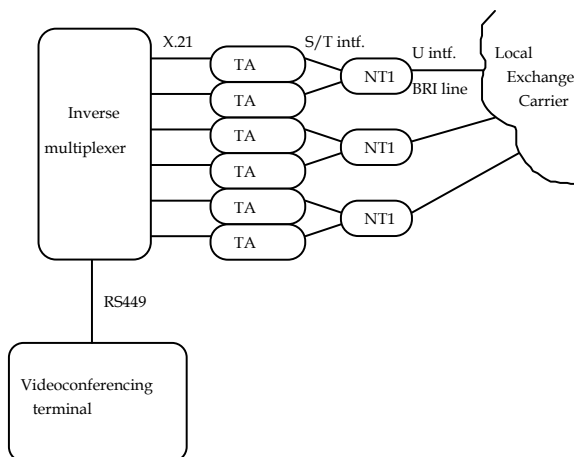 X.21
S/T intf.
U intf.
Local
Exchange
Carrier
TA
NT1
BRI line
TA
Inverse
multiplexer
TA
NT1
TA
TA
NT1
TA
RS449
Videoconferencing
terminal